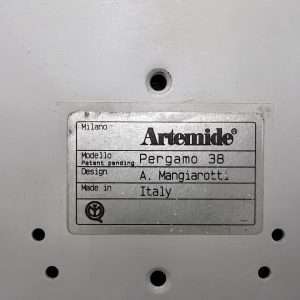 Milano Artemide®
Modello Pergamo 38
Patent pending
Design A. Mangiarotti
Made in Italy